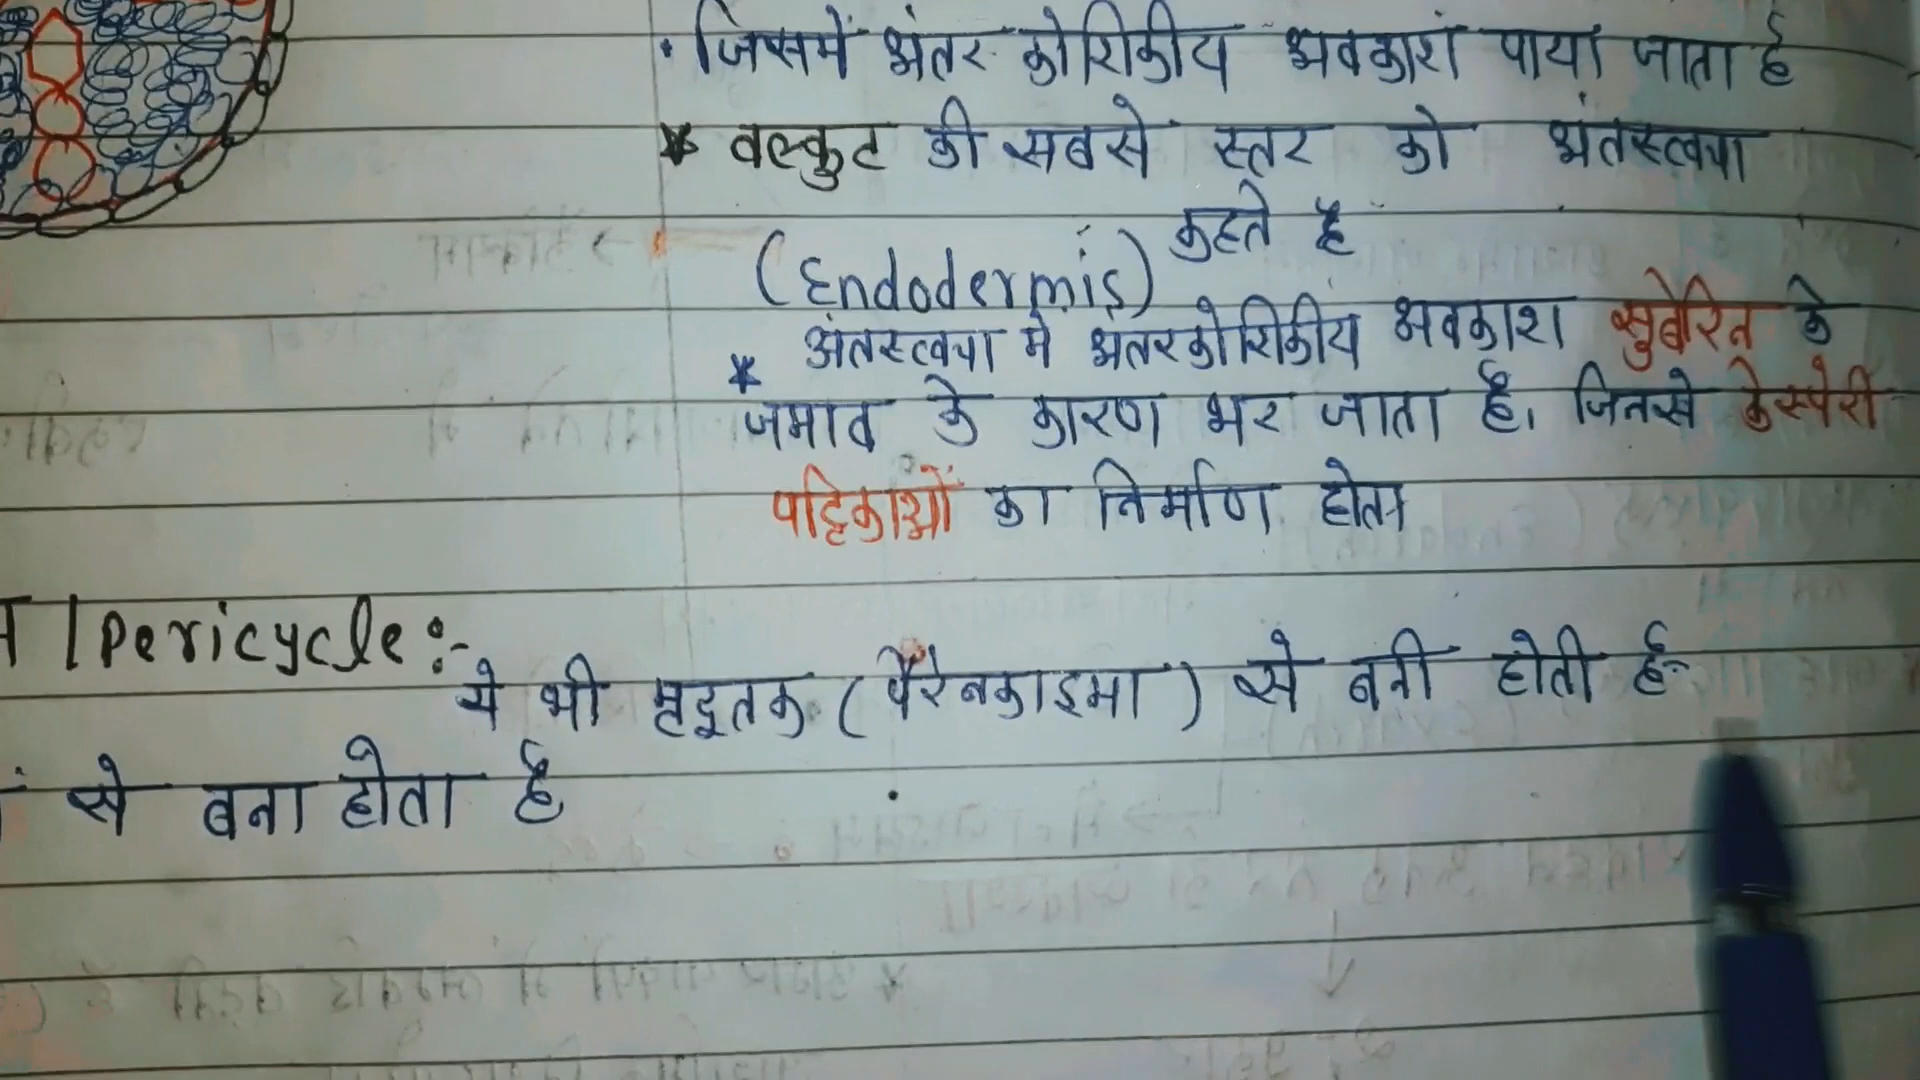 जिसमें अंतर कोशिकीय अवकाश पाया जाता है
* वल्कुट की सबसे स्तर को अंतस्त्वचा
कहते है
(Endodermis)
* अंतस्त्वचा में अंतरकोशिकीय अवकाश सुबेरिन के
जमाव के कारण भर जाता है। जिनसे केस्पेरी
पट्टिकाओं का निर्माण होता
/ Pericycle :-
ये भी मृदूतक (पैरेनकाइमा) से बनी होती है
से बना होता है